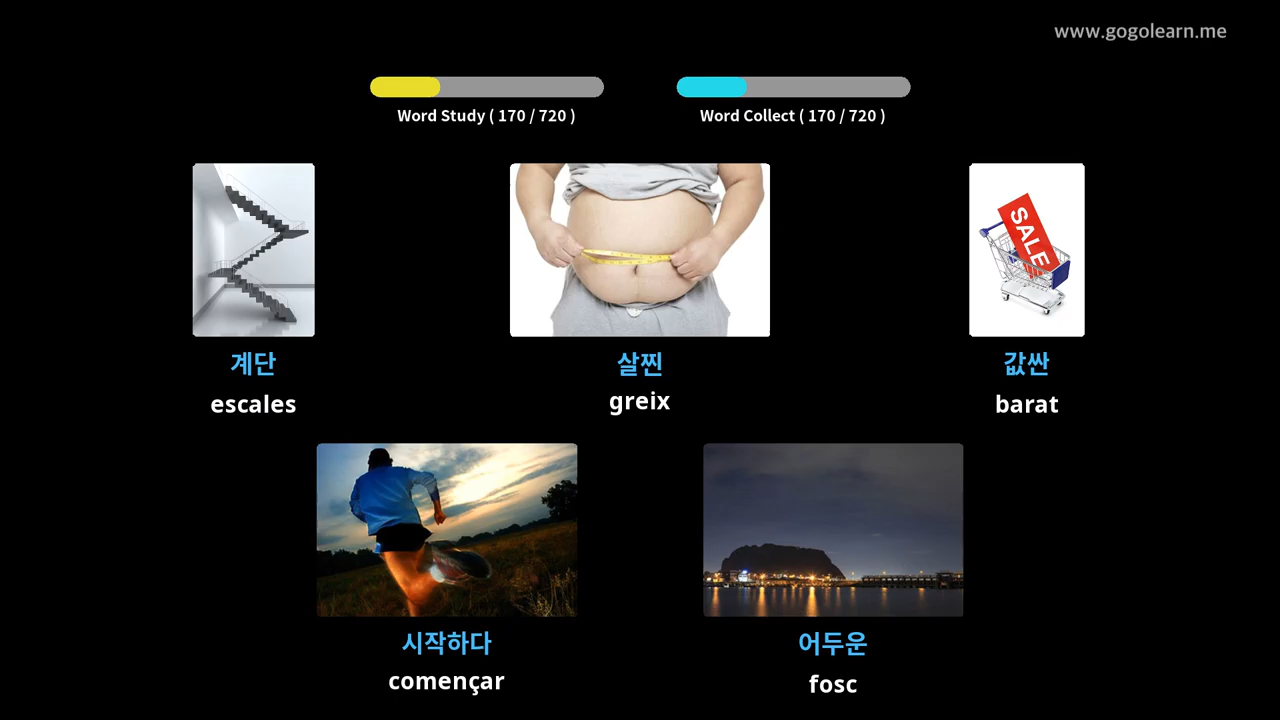 www.gogolearn.me
Word Study ( 170 / 720 )
Word Collect ( 170 / 720 )
SALE
계단
살찐
값싼
escales
greix
barat
시작하다
어두운
començar
fosc